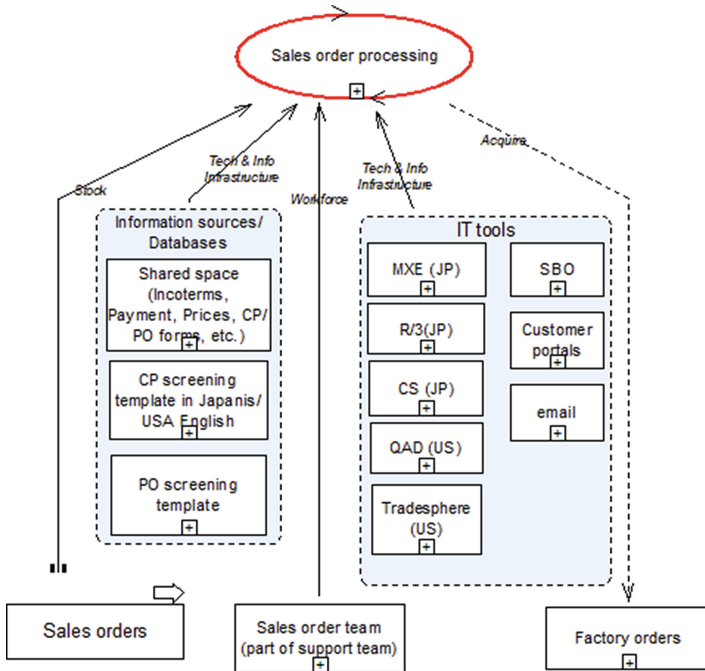 Sales order processing
Stock
Tech & Info
Infrastructure
Workforce
Tech & Info
Infrastructure
Acquire
Information sources/
Databases
Shared space
(Incoterms,
Payment, Prices, CP/
PO forms, etc.)
CP screening
template in Japanis/
USA English
PO screening
template
IT tools
MXE (JP)
R/3(JP)
CS (JP)
QAD (US)
Tradesphere
(US)
SBO
Customer
portals
email
Sales orders
Sales order team
(part of support team)
Factory orders